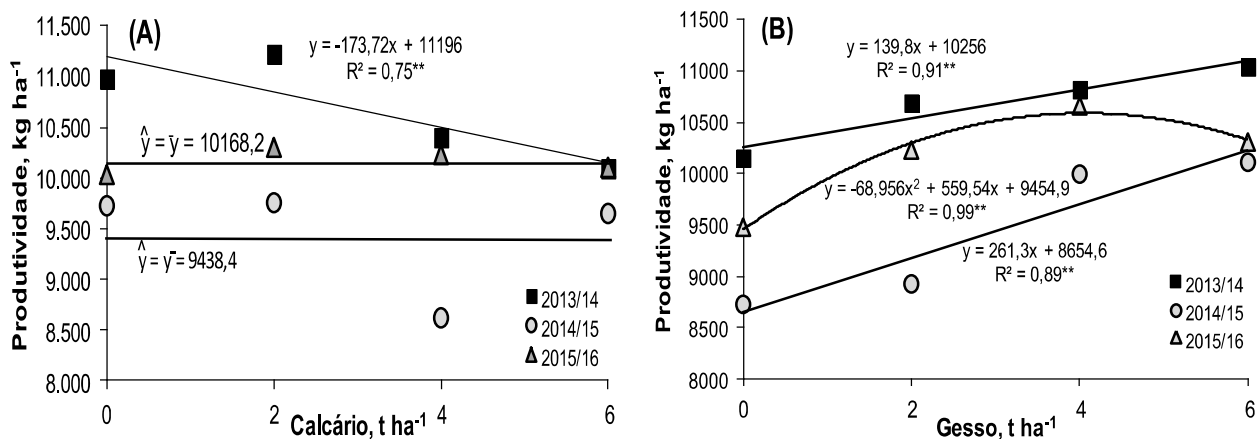 (A)
Produtividade, kg ha⁻¹
11.500
11.000
10.500
10.000
9.500
9.000
8.500
8.000
y = -173,72x + 11196
R² = 0,75**
ŷ = ȳ = 10168,2
ŷ = y¯ = 9438,4
2013/14
2014/15
2015/16
0 2 4 6
Calcário, t ha⁻¹
(B)
Produtividade, kg ha⁻¹
11500
11000
10500
10000
9500
9000
8500
8000
y = 139,8x + 10256
R² = 0,91**
y = -68,956x² + 559,54x + 9454,9
R² = 0,99**
y = 261,3x + 8654,6
R² = 0,89**
2013/14
2014/15
2015/16
0 2 4 6
Gesso, t ha⁻¹